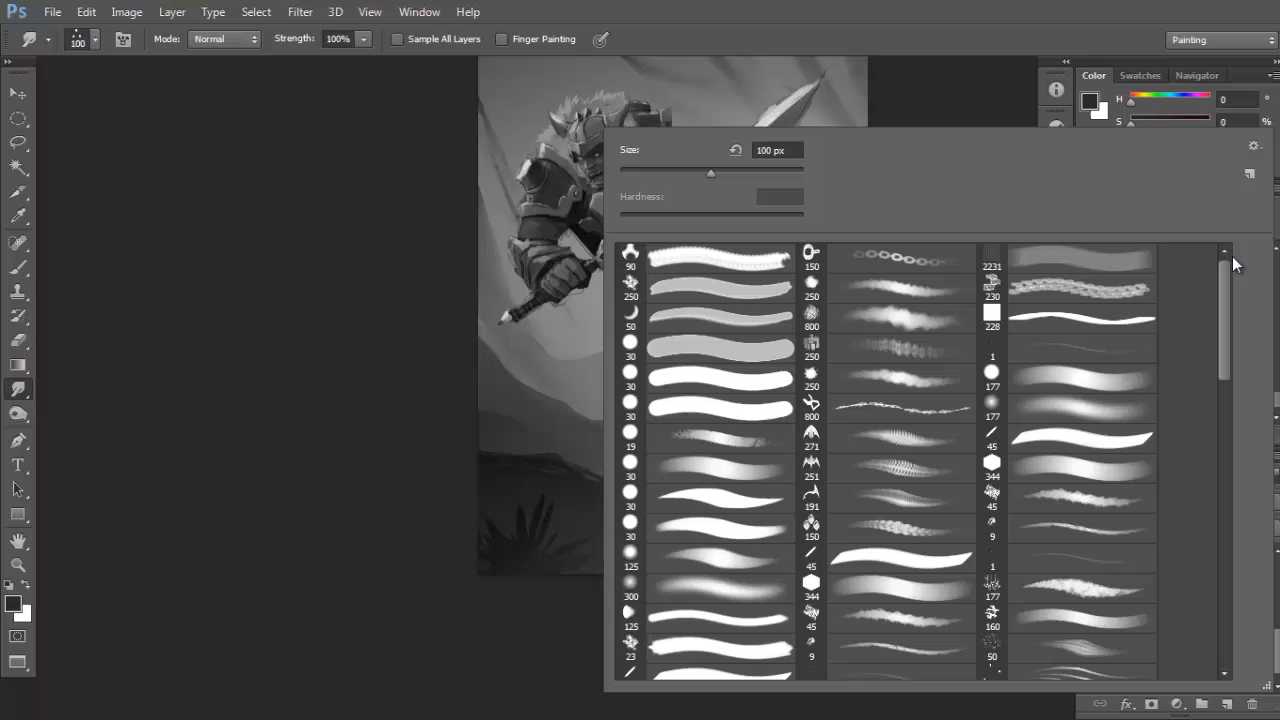 Ps File Edit Image Layer Type Select Filter 3D View Window Help
100 Mode: Normal Strength: 100% Sample All Layers Finger Painting Painting
Color Swatches Navigator
H 0 °
S 0 %
Size: 100 px
Hardness:
90 150 2231
250 250 230
50 800 228
30 250 1
30 250 177
30 800 177
19 271 45
30 251 344
30 191 45
30 150 9
125 45 1
300 344 177
125 45 160
23 9 50
T
fx